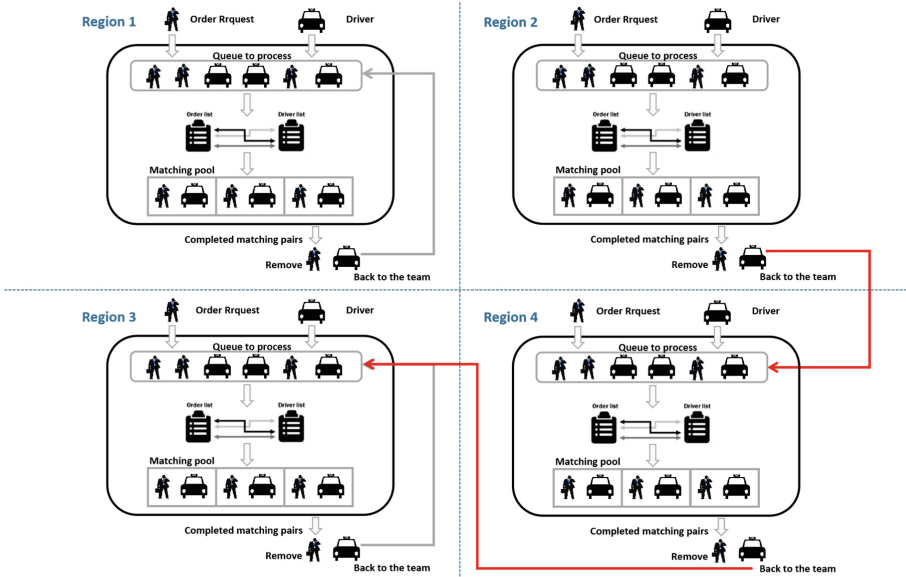 Region 1
Order Rrquest
Driver
Queue to process
Order list
Driver list
Matching pool
Completed matching pairs
Remove
Back to the team
Region 2
Order Rrquest
Driver
Queue to process
Order list
Driver list
Matching pool
Completed matching pairs
Remove
Back to the team
Region 3
Order Rrquest
Driver
Queue to process
Order list
Driver list
Matching pool
Completed matching pairs
Remove
Back to the team
Region 4
Order Rrquest
Driver
Queue to process
Order list
Driver list
Matching pool
Completed matching pairs
Remove
Back to the team